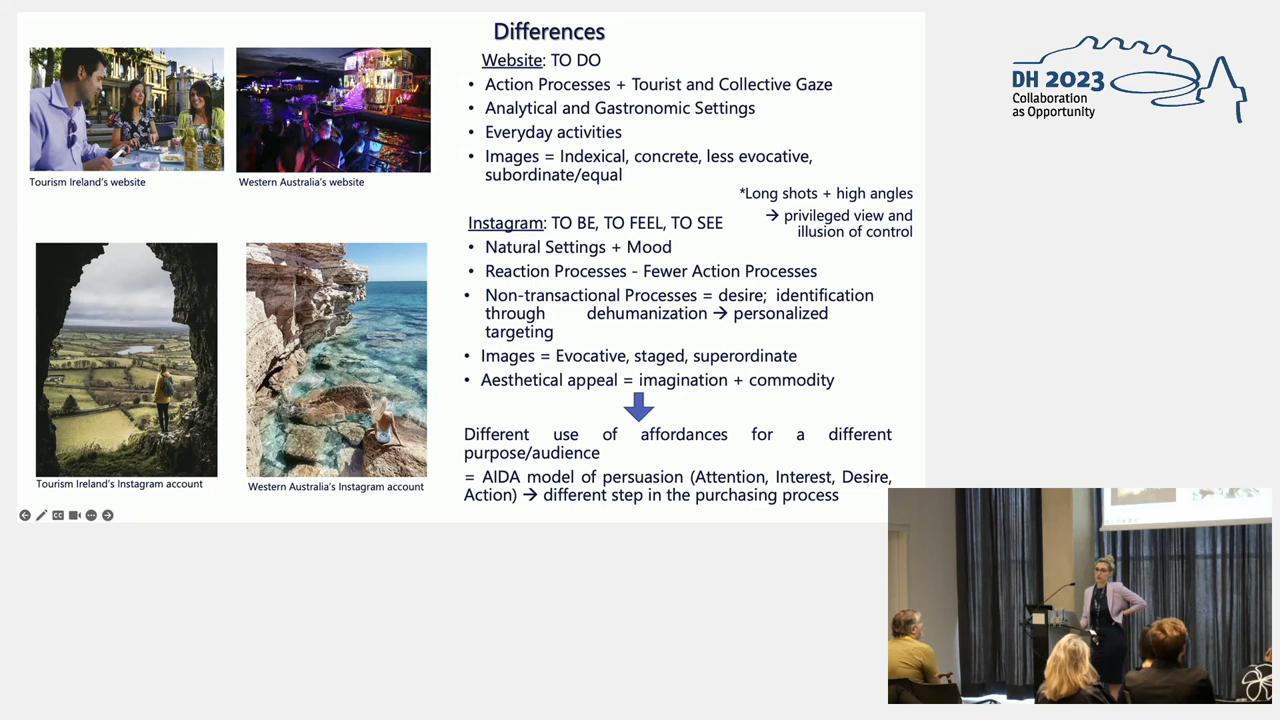 Differences
Website: TO DO
• Action Processes + Tourist and Collective Gaze
• Analytical and Gastronomic Settings
• Everyday activities
• Images = Indexical, concrete, less evocative,
subordinate/equal
*Long shots + high angles
→ privileged view and
illusion of control
Instagram: TO BE, TO FEEL, TO SEE
• Natural Settings + Mood
• Reaction Processes - Fewer Action Processes
• Non-transactional Processes = desire; identification
through dehumanization → personalized
targeting
• Images = Evocative, staged, superordinate
• Aesthetical appeal = imagination + commodity
Different use of affordances for a different
purpose/audience
= AIDA model of persuasion (Attention, Interest, Desire,
Action) → different step in the purchasing process
Tourism Ireland's website
Western Australia's website
Tourism Ireland's Instagram account
Western Australia's Instagram account
CC
DH 2023
Collaboration
as Opportunity